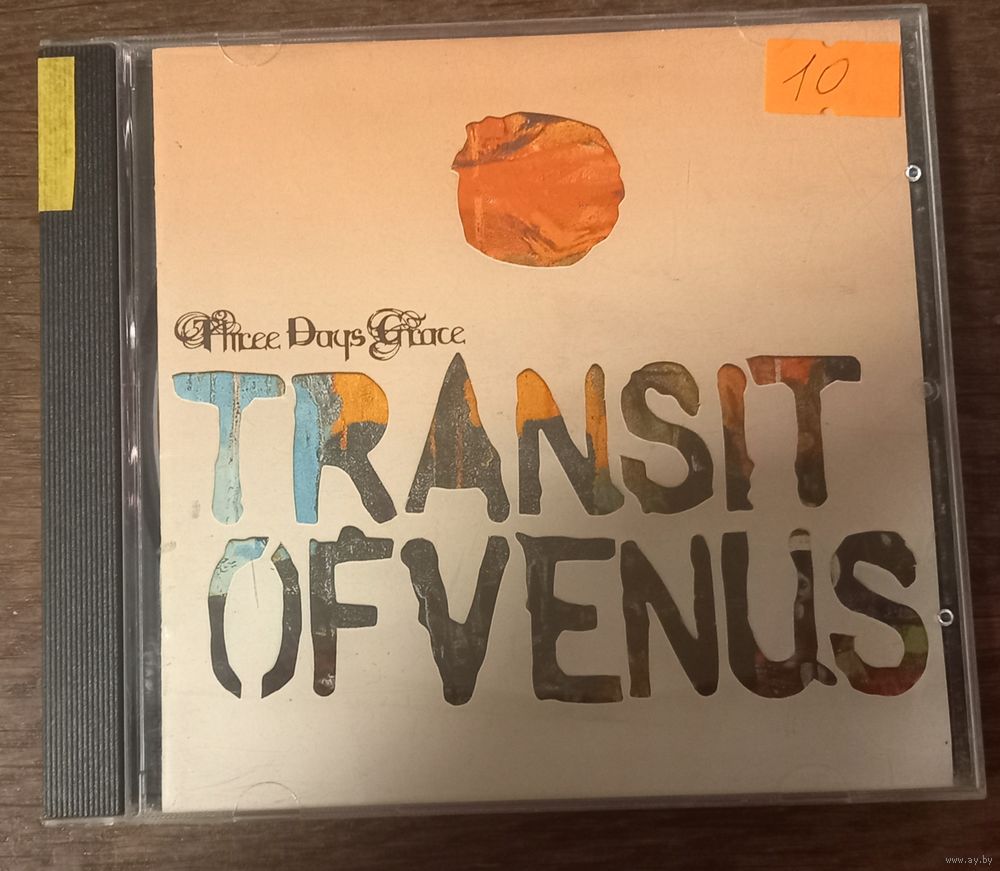 10
Three Days Grace
TRANSIT
OF VENUS
www.ay.by